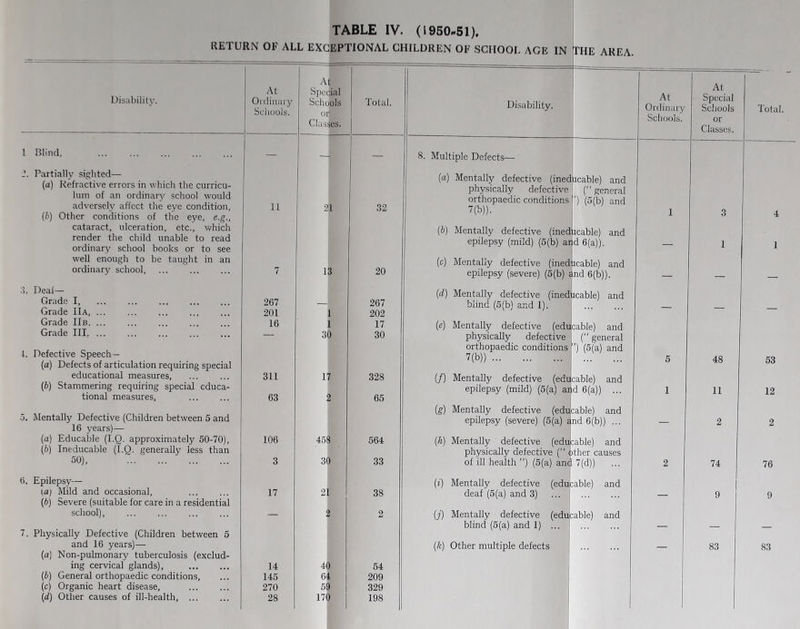 TABLE IV. (1950-51).
RETURN OF ALL EXCEPTIONAL CHILDREN OF SCHOOL AGE IN THE AREA.
Disability. | At Ordinary Schools. | At Special Schools or Classes. | Total.
1 Blind, ... ... ... ... ... — — —
2. Partially sighted—
(a) Refractive errors in which the curricu-
lum of an ordinary school would
adversely affect the eye condition, 11 21 32
(b) Other conditions of the eye, e.g.,
cataract, ulceration, etc., which
render the child unable to read
ordinary school books or to see
well enough to be taught in an
ordinary school, ... ... ... 7 13 20
3. Deaf—
Grade I, ... ... ... ... ... 267 — 267
Grade IIA, ... ... ... ... ... 201 1 202
Grade IIB, ... ... ... ... ... 16 1 17
Grade III, ... ... ... ... ... — 30 30
4. Defective Speech—
(a) Defects of articulation requiring special
educational measures, ... ... 311 17 328
(b) Stammering requiring special educa-
tional measures, ... ... 63 2 65
5. Mentally Defective (Children between 5 and
16 years)—
(a) Educable (I.Q. approximately 50-70), 106 458 564
(b) Ineducable (I.Q. generally less than
50), ... ... ... ... 3 30 33
6. Epilepsy—
(a) Mild and occasional, ... ... 17 21 38
(b) Severe (suitable for care in a residential
school), ... ... ... ... — 2 2
7. Physically Defective (Children between 5
and 16 years)—
(a) Non-pulmonary tuberculosis (exclud-
ing cervical glands), ... ... 14 40 54
(b) General orthopaedic conditions, ... 145 64 209
(c) Organic heart disease, ... ... 270 59 329
(d) Other causes of ill-health, ... ... 28 170 198
Disability. | At Ordinary Schools. | At Special Schools or Classes. | Total.
8. Multiple Defects—
(a) Mentally defective (ineducable) and
physically defective (" general
orthopaedic conditions ") (5(b) and
7(b)). 1 3 4
(b) Mentally defective (ineducable) and
epilepsy (mild) (5(b) and 6(a)). — 1 1
(c) Mentally defective (ineducable) and
epilepsy (severe) (5(b) and 6(b)). — — —
(d) Mentally defective (ineducable) and
blind (5(b) and 1). ... ... — — —
(e) Mentally defective (educable) and
physically defective (" general
orthopaedic conditions ") (5(a) and
7(b)) ... ... ... ... ... 5 48 53
(f) Mentally defective (educable) and
epilepsy (mild) (5(a) and 6(a)) ... 1 11 12
(g) Mentally defective (educable) and
epilepsy (severe) (5(a) and 6(b)) ... — 2 2
(h) Mentally defective (educable) and
physically defective (" other causes
of ill health ") (5(a) and 7(d)) ... 2 74 76
(i) Mentally defective (educable) and
deaf (5(a) and 3) ... ... ... — 9 9
(j) Mentally defective (educable) and
blind (5(a) and 1) ... ... ... — — —
(k) Other multiple defects ... ... — 83 83